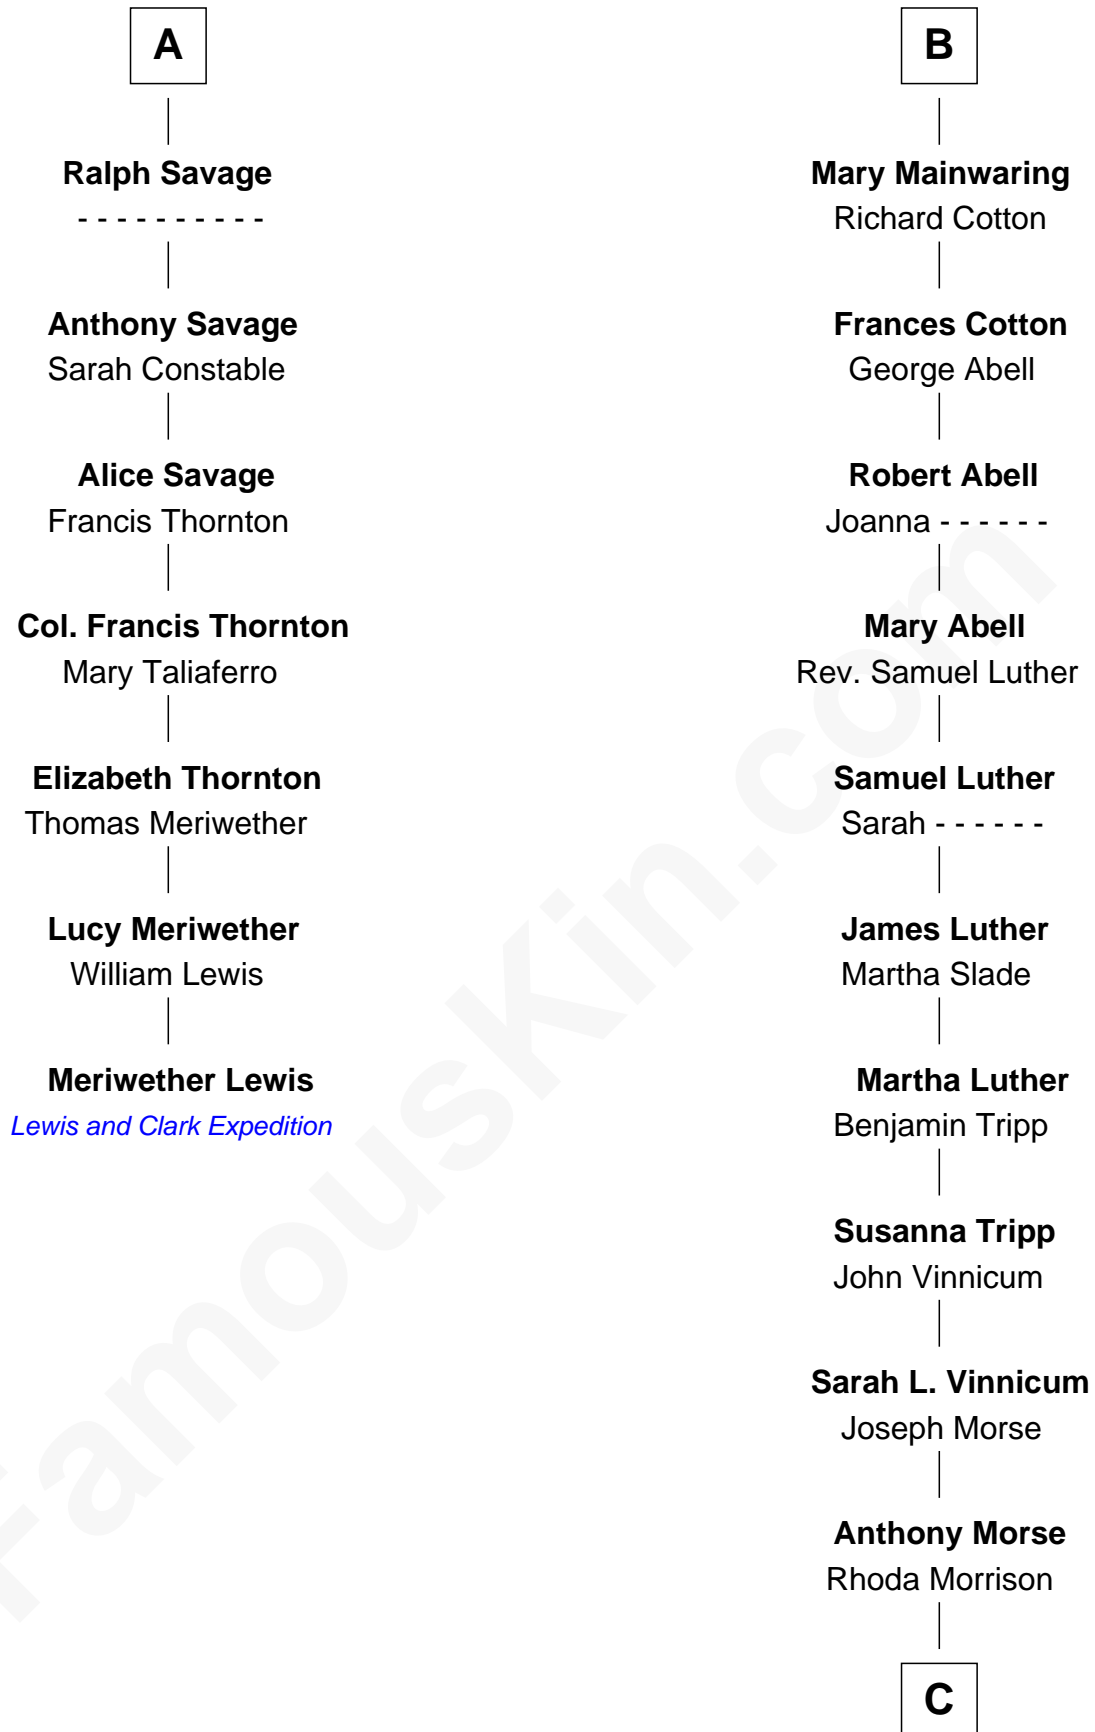 A
Ralph Savage
- - - - - - - - - -
Anthony Savage
Sarah Constable
Alice Savage
Francis Thornton
Col. Francis Thornton
Mary Taliaferro
Elizabeth Thornton
Thomas Meriwether
Lucy Meriwether
William Lewis
Meriwether Lewis
Lewis and Clark Expedition
B
Mary Mainwaring
Richard Cotton
Frances Cotton
George Abell
Robert Abell
Joanna - - - - - -
Mary Abell
Rev. Samuel Luther
Samuel Luther
Sarah - - - - - -
James Luther
Martha Slade
Martha Luther
Benjamin Tripp
Susanna Tripp
John Vinnicum
Sarah L. Vinnicum
Joseph Morse
Anthony Morse
Rhoda Morrison
C
FamousKin.com